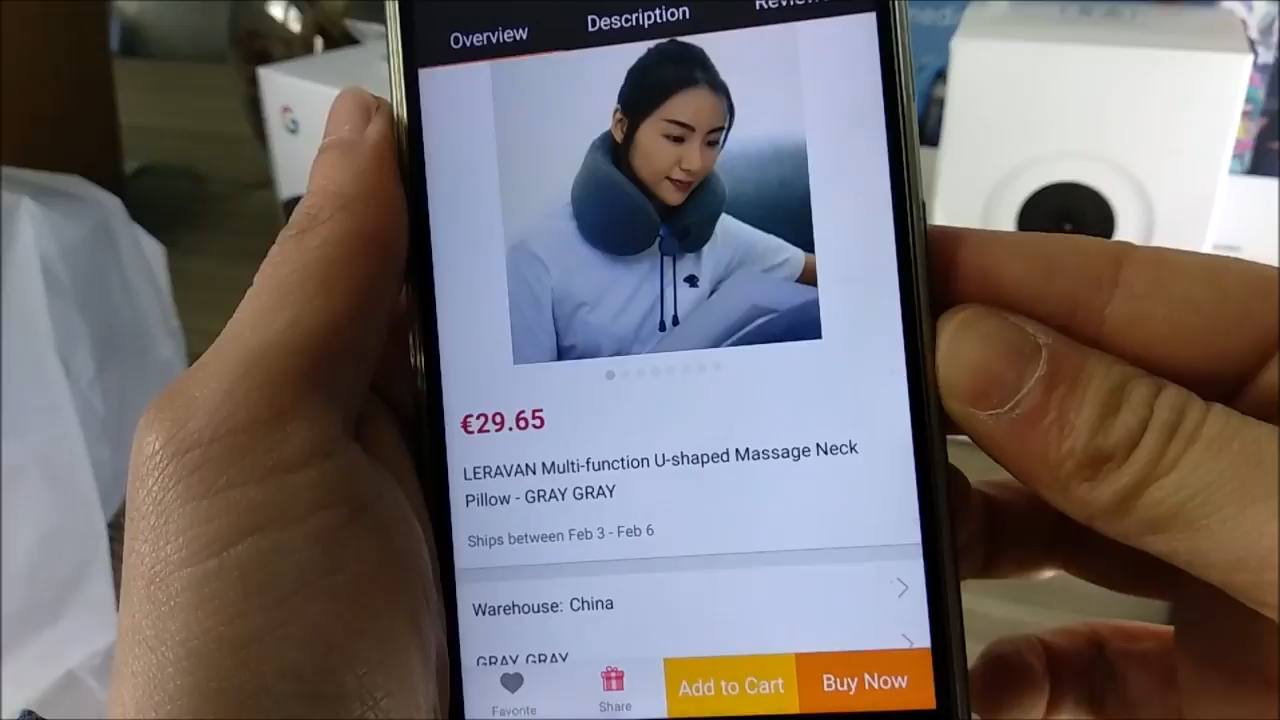 Overview Description Reviews
€29.65
LERAVAN Multi-function U-shaped Massage Neck
Pillow - GRAY GRAY
Ships between Feb 3 - Feb 6
Warehouse: China
GRAY GRAY
Favorite Share Add to Cart Buy Now
G